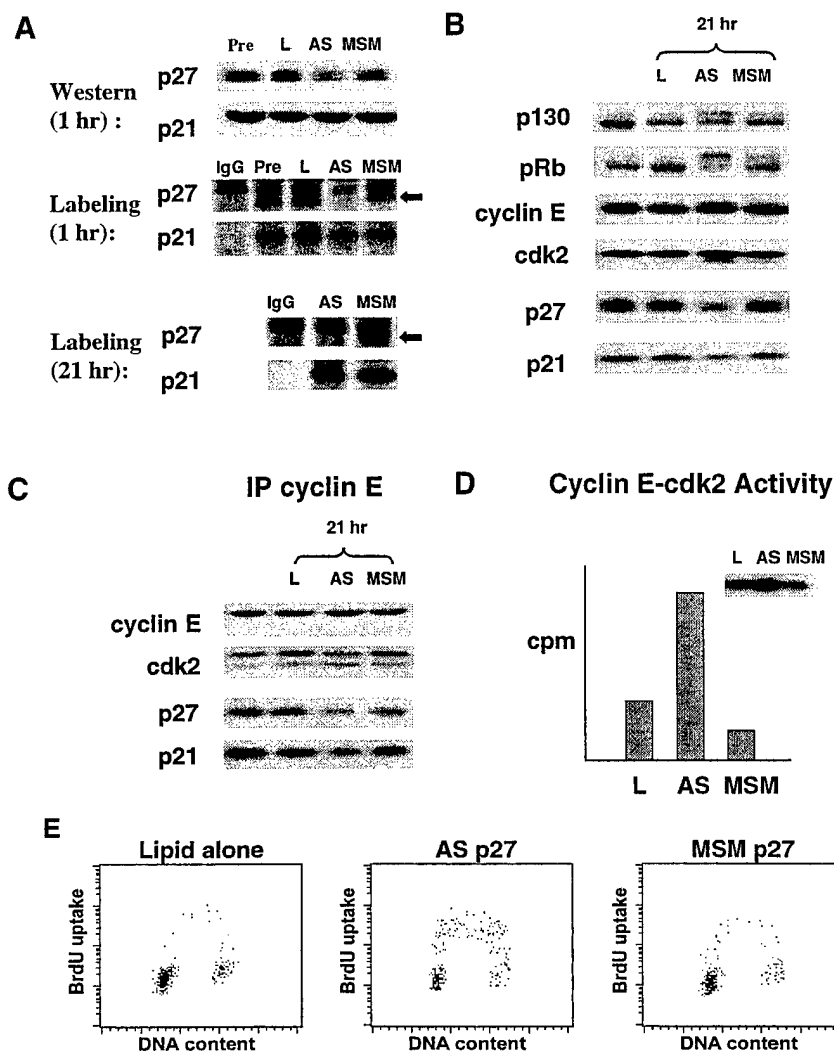 A
Pre L AS MSM
Western
(1 hr) :
p27
p21
IgG Pre L AS MSM
Labeling
(1 hr):
p27
p21
IgG AS MSM
Labeling
(21 hr):
p27
p21
B
21 hr
L AS MSM
p130
pRb
cyclin E
cdk2
p27
p21
C
IP cyclin E
21 hr
L AS MSM
cyclin E
cdk2
p27
p21
D
Cyclin E-cdk2 Activity
L AS MSM
cpm
L AS MSM
E
Lipid alone
BrdU uptake
DNA content
AS p27
BrdU uptake
DNA content
MSM p27
BrdU uptake
DNA content